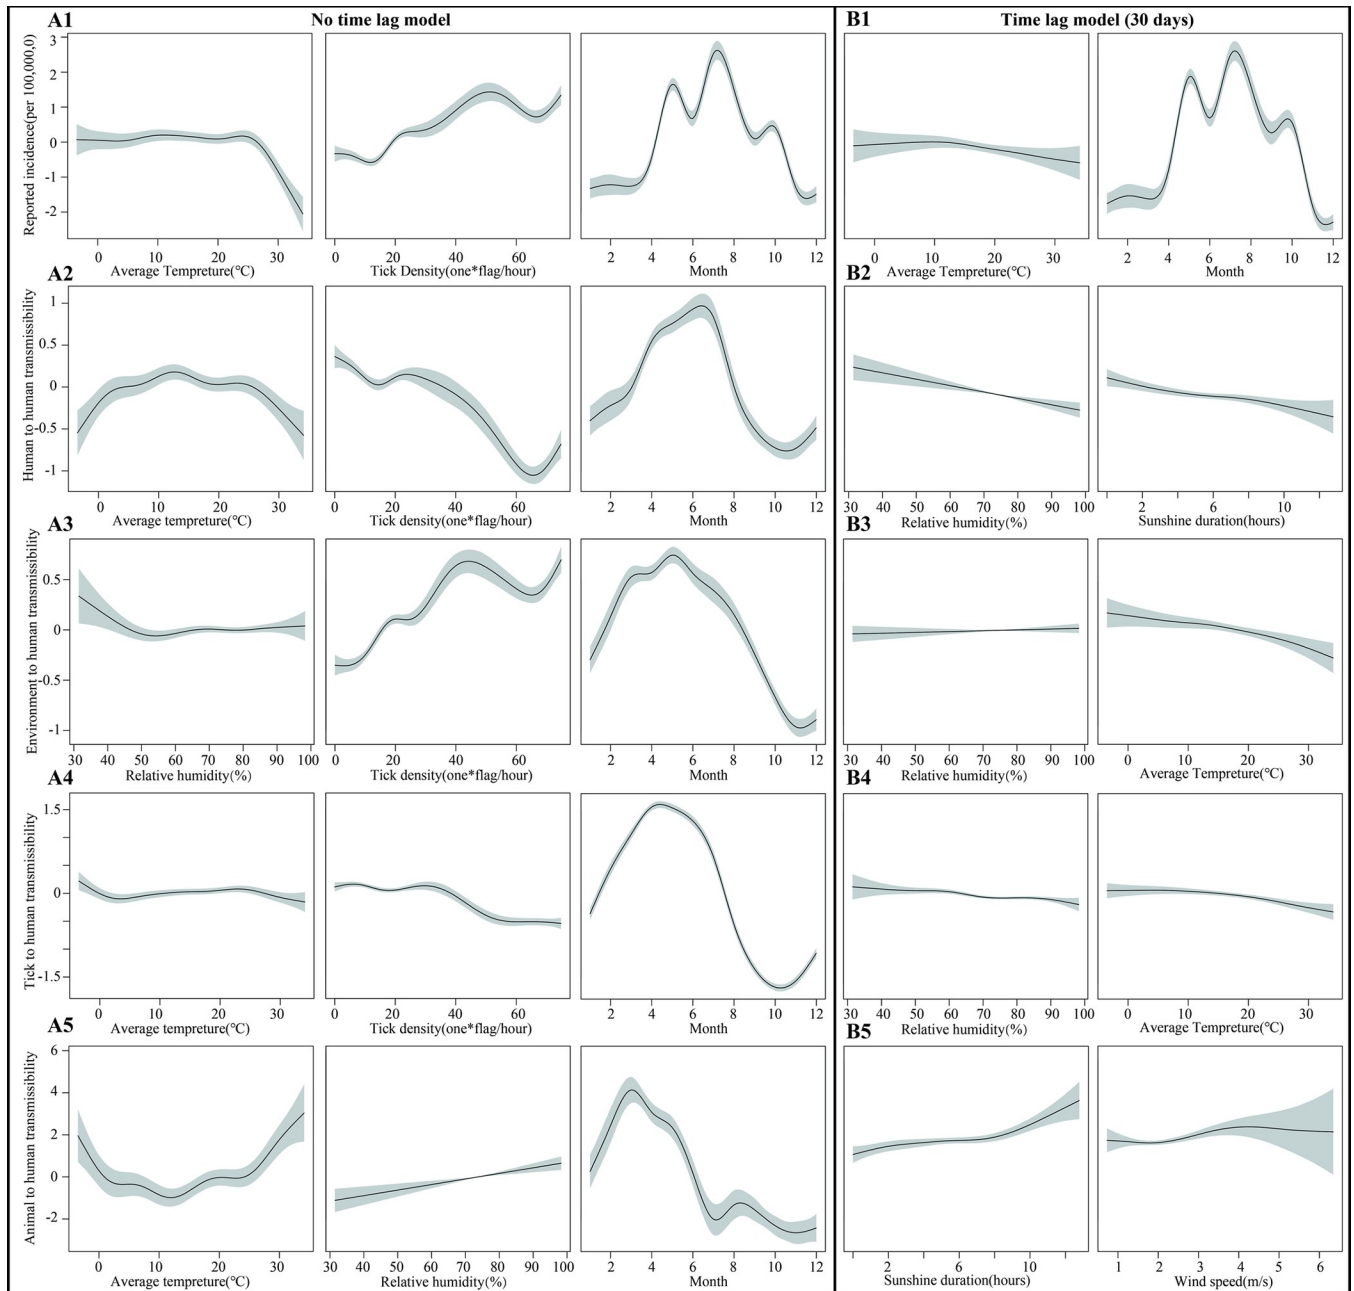 A1 No time lag model B1 Time lag model (30 days)
Reported incidence(per 100,000,0)
3
2
1
0
-1
-2
0 10 20 30
Average Tempreture(℃)
0 20 40 60
Tick Density(one*flag/hour)
2 4 6 8 10 12
Month
0 10 20 30
Average Tempreture(℃)
2 4 6 8 10 12
Month
A2 B2
Human to human transmissibility
1
0.5
0
-0.5
-1
0 10 20 30
Average tempreture(℃)
0 20 40 60
Tick density(one*flag/hour)
2 4 6 8 10 12
Month
30 40 50 60 70 80 90 100
Relative humidity(%)
0 2 6 10
Sunshine duration(hours)
A3 B3
Environment to human transmissibility
0.5
0
-0.5
-1
30 40 50 60 70 80 90 100
Relative humidity(%)
0 20 40 60
Tick density(one*flag/hour)
2 4 6 8 10 12
Month
30 40 50 60 70 80 90 100
Relative humidity(%)
0 10 20 30
Average Tempreture(℃)
A4 B4
Tick to human transmissibility
1.5
0
-1.5
0 10 20 30
Average tempreture(℃)
0 20 40 60
Tick density(one*flag/hour)
2 4 6 8 10 12
Month
30 40 50 60 70 80 90 100
Relative humidity(%)
0 10 20 30
Average Tempreture(℃)
A5 B5
Animal to human transmissibility
6
4
2
0
-2
0 10 20 30
Average tempreture(℃)
30 40 50 60 70 80 90 100
Relative humidity(%)
2 4 6 8 10 12
Month
0 2 6 10
Sunshine duration(hours)
1 2 3 4 5 6
Wind speed(m/s)